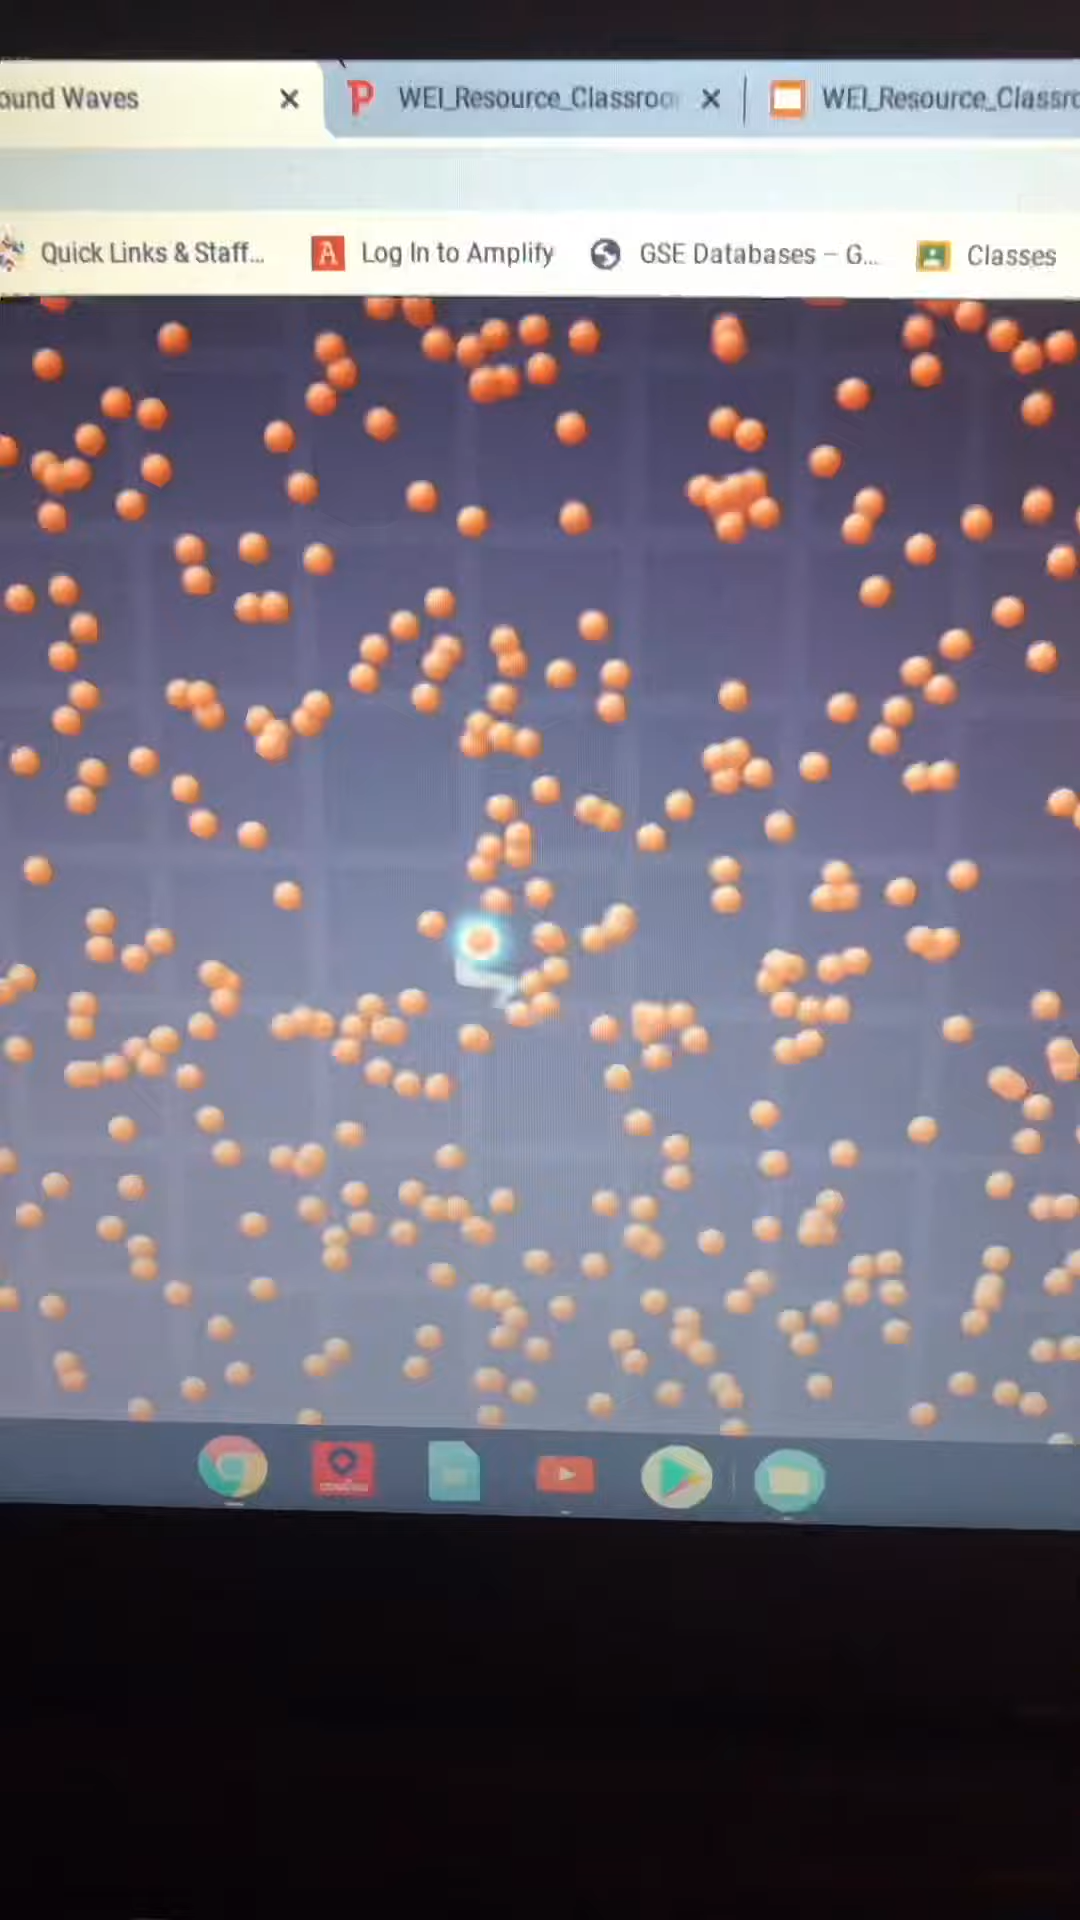 ound Waves
WEI_Resource_Classroo
WEI_Resource_Classro
Quick Links & Staff...
A Log In to Amplify
GSE Databases – G...
Classes